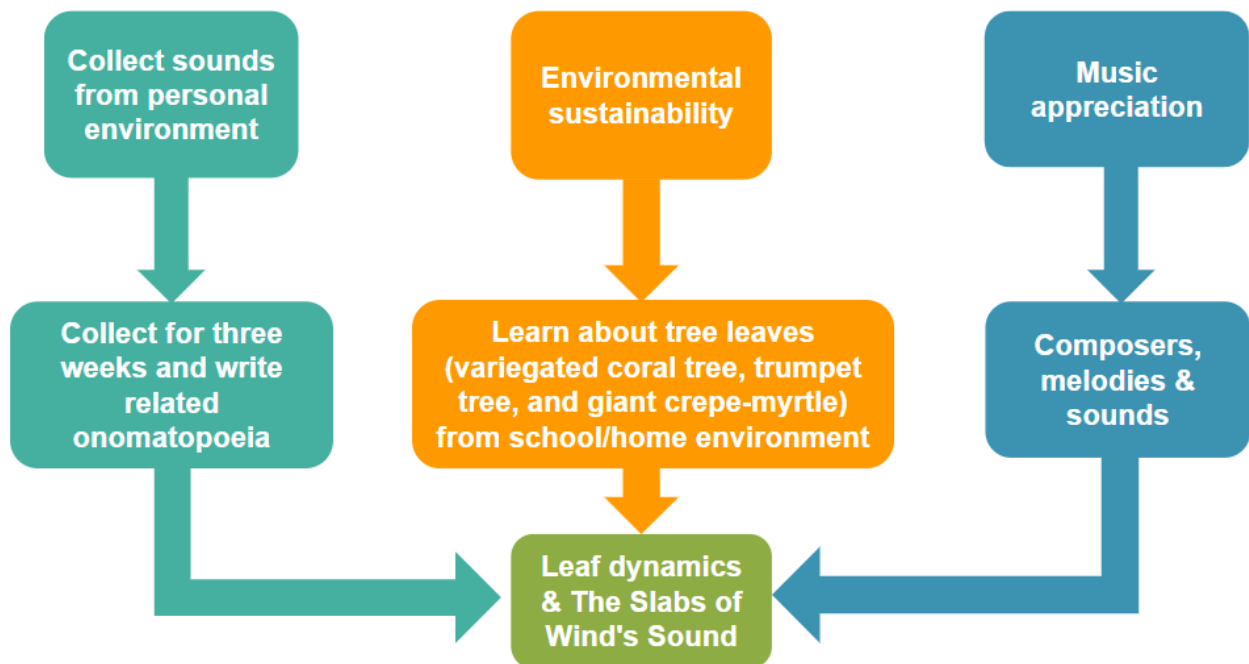 Collect sounds
from personal
environment
Environmental
sustainability
Music
appreciation
Collect for three
weeks and write
related
onomatopoeia
Learn about tree leaves
(variegated coral tree, trumpet
tree, and giant crepe-myrtle)
from school/home environment
Composers,
melodies &
sounds
Leaf dynamics
& The Slabs of
Wind's Sound